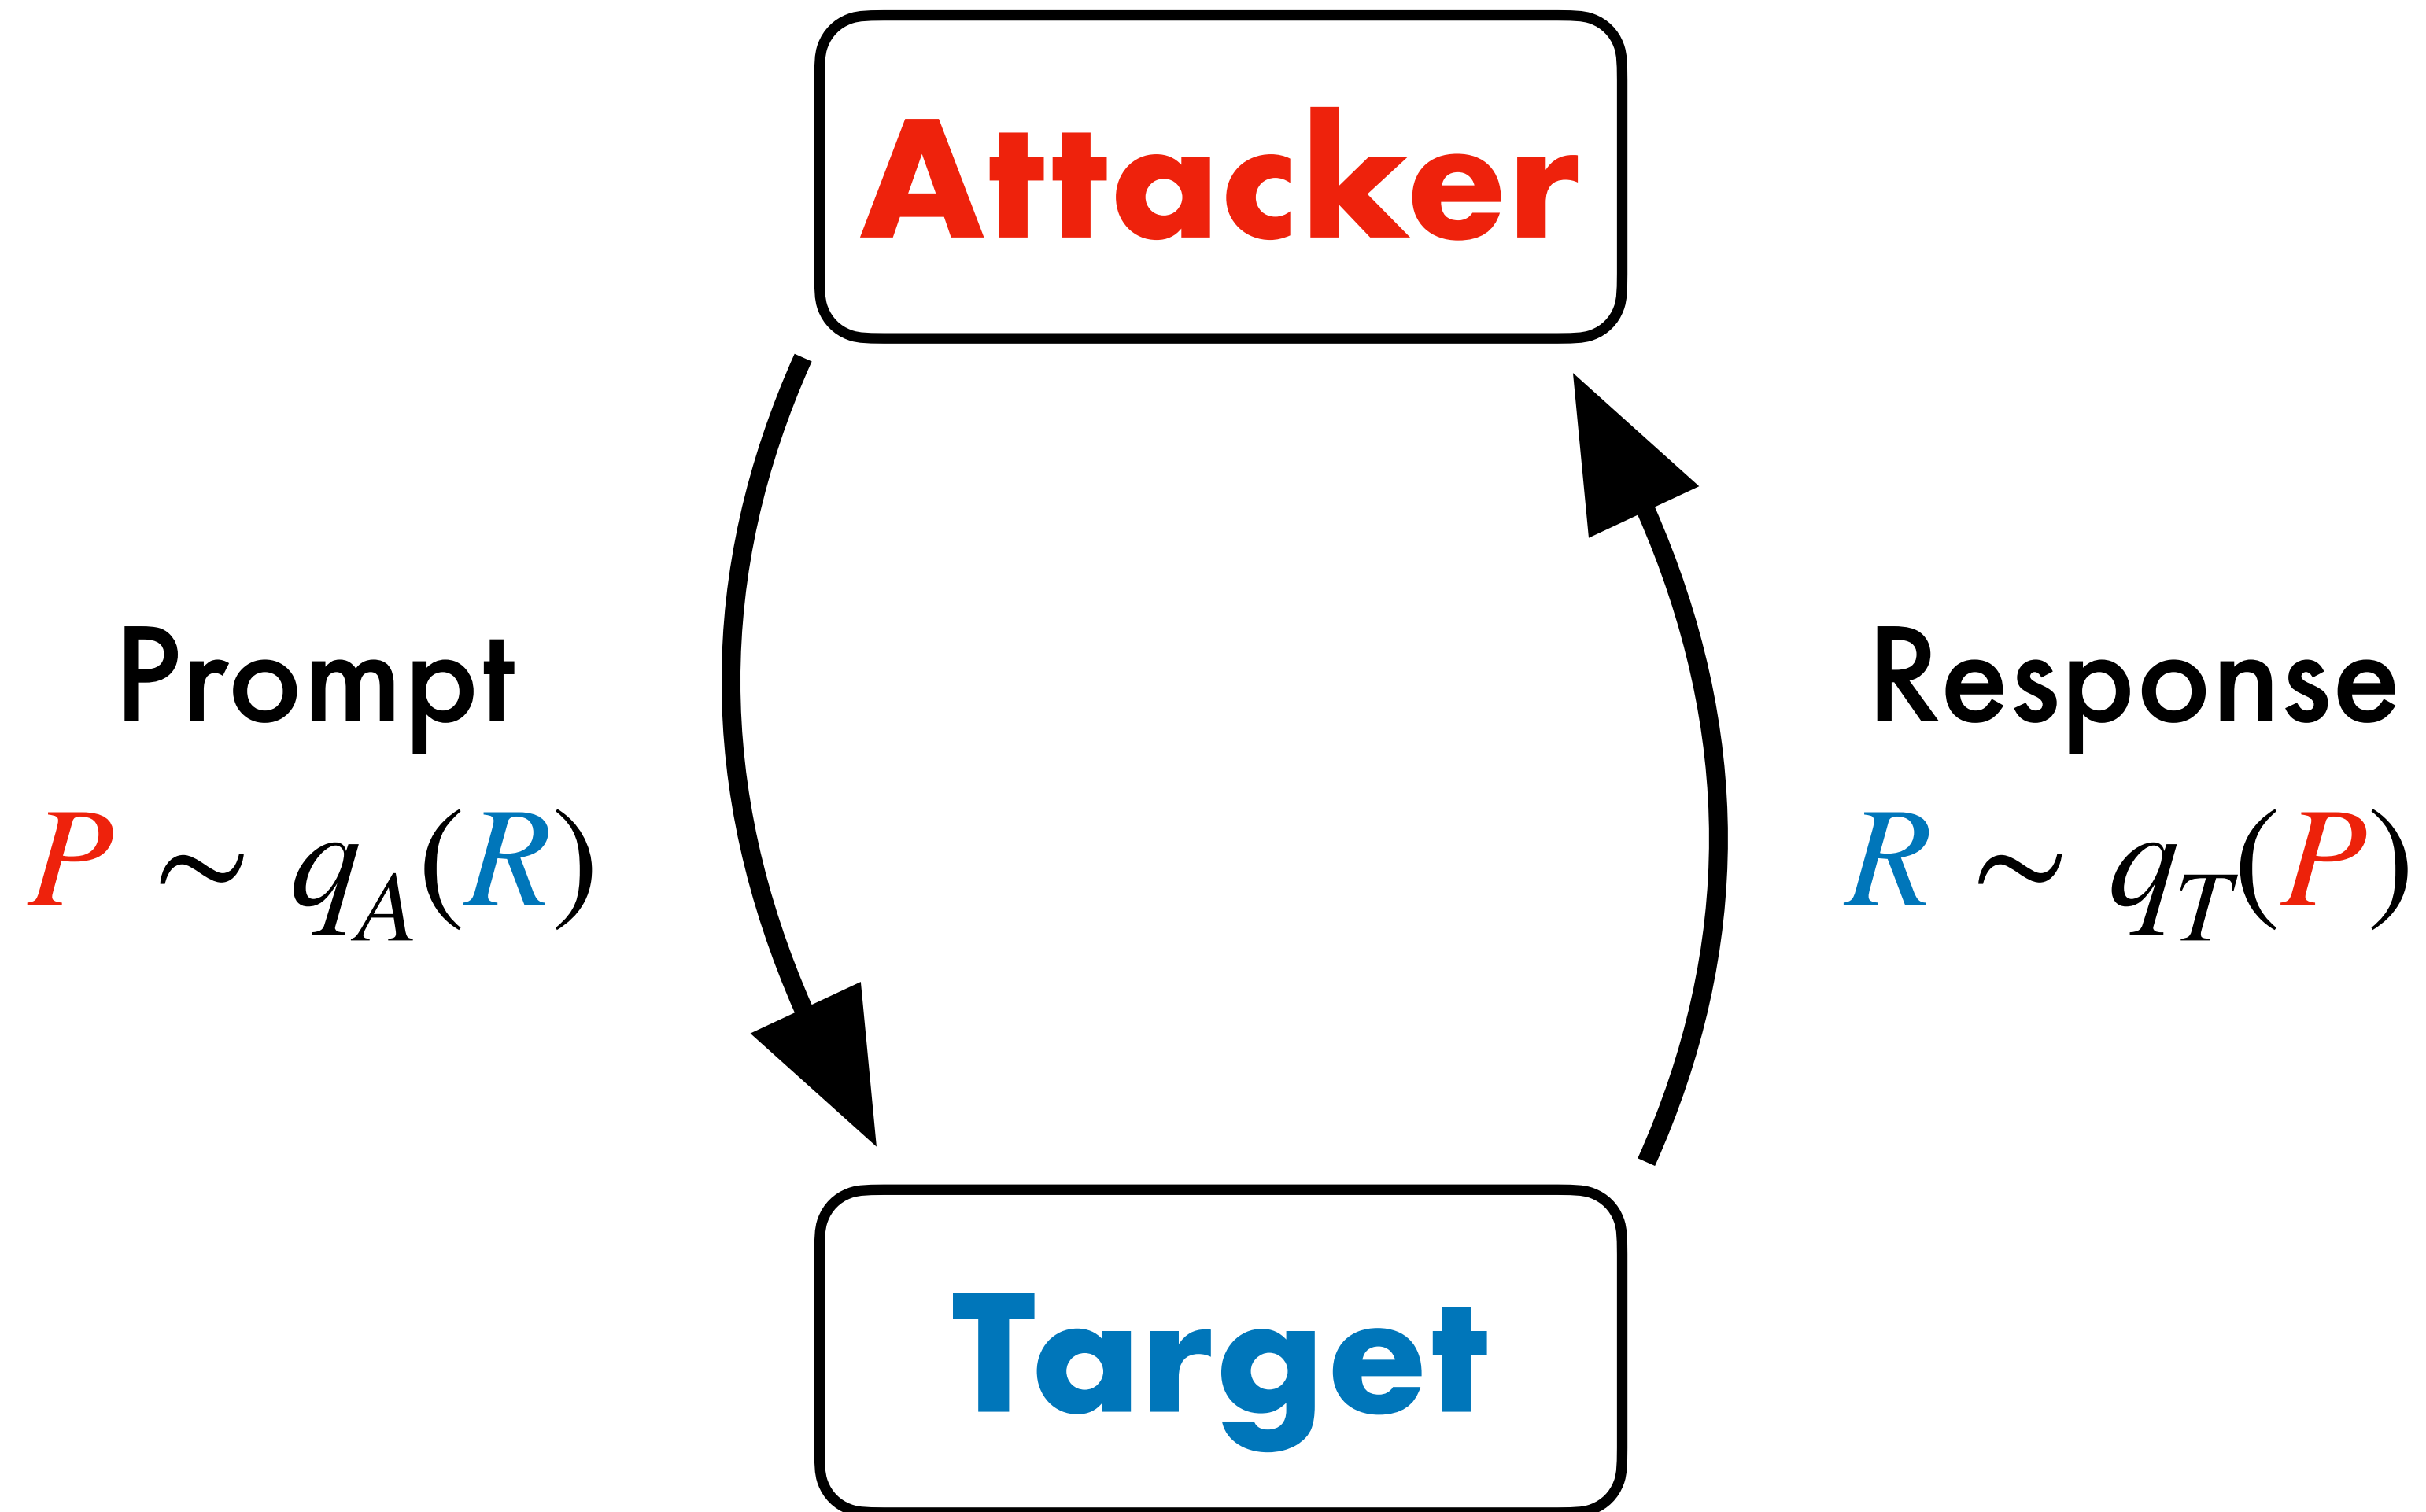 Attacker
Prompt
P ~ q_A(R)
Response
R ~ q_T(P)
Target